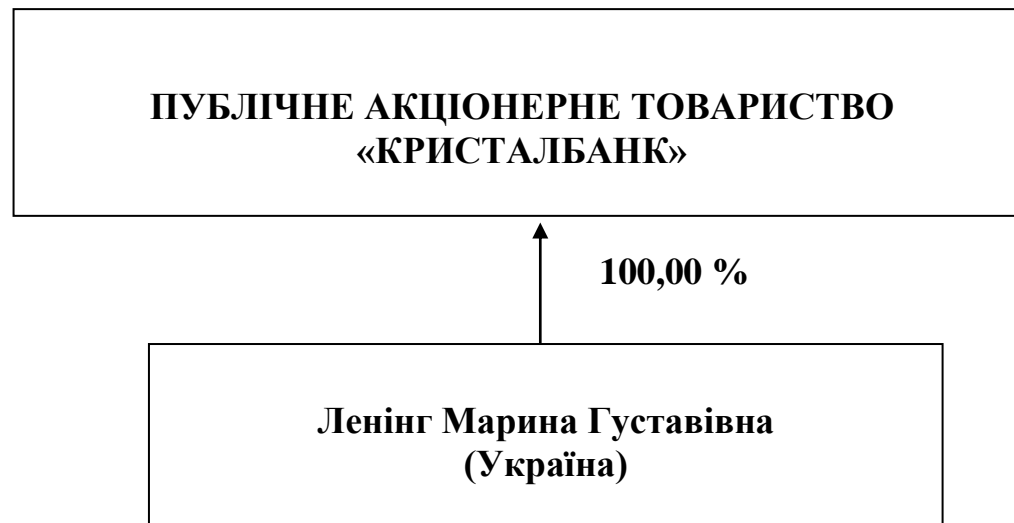 ПУБЛІЧНЕ АКЦІОНЕРНЕ ТОВАРИСТВО
«КРИСТАЛБАНК»
100,00 %
Ленінг Марина Густавівна
(Україна)